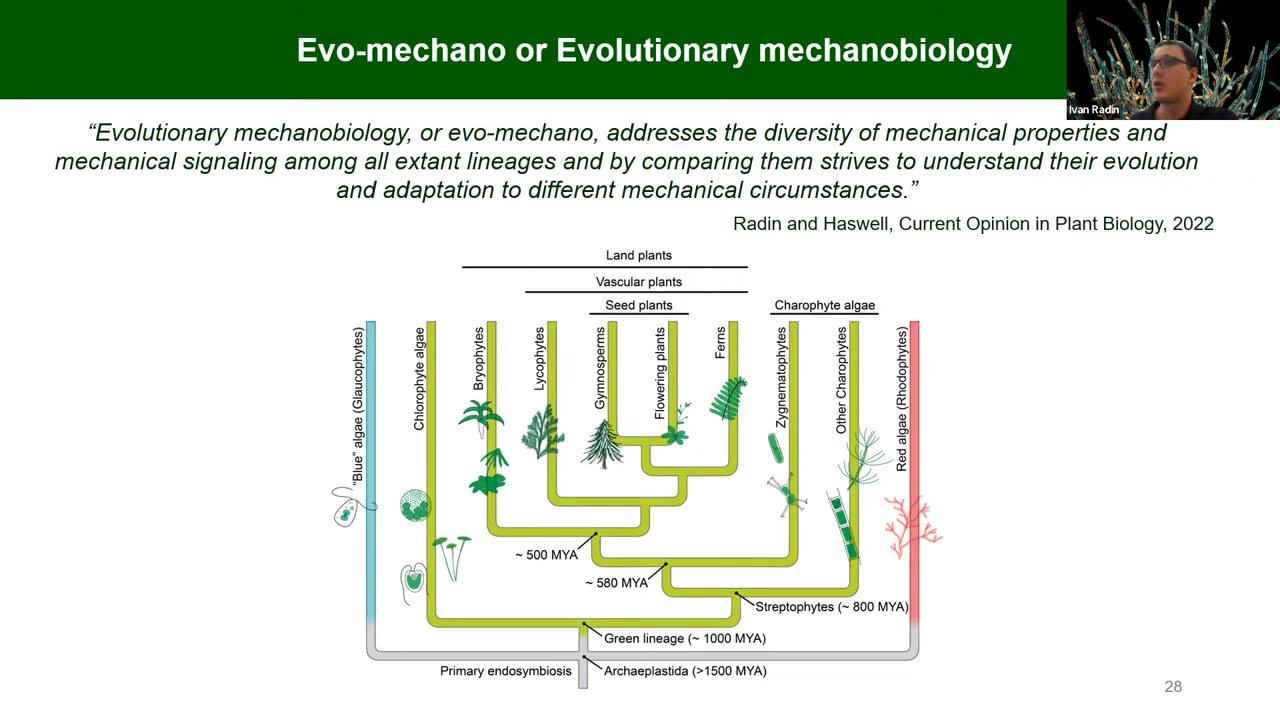 Evo-mechano or Evolutionary mechanobiology
Ivan Radin
“Evolutionary mechanobiology, or evo-mechano, addresses the diversity of mechanical properties and
mechanical signaling among all extant lineages and by comparing them strives to understand their evolution
and adaptation to different mechanical circumstances.”
Radin and Haswell, Current Opinion in Plant Biology, 2022
Land plants
Vascular plants
Seed plants
Charophyte algae
“Blue” algae (Glaucophytes)
Chlorophyte algae
Bryophytes
Lycophytes
Gymnosperms
Flowering plants
Ferns
Zygnematophytes
Other Charophytes
Red algae (Rhodophytes)
~ 500 MYA
~ 580 MYA
Streptophytes (~ 800 MYA)
Green lineage (~ 1000 MYA)
Primary endosymbiosis
Archaeplastida (>1500 MYA)
28